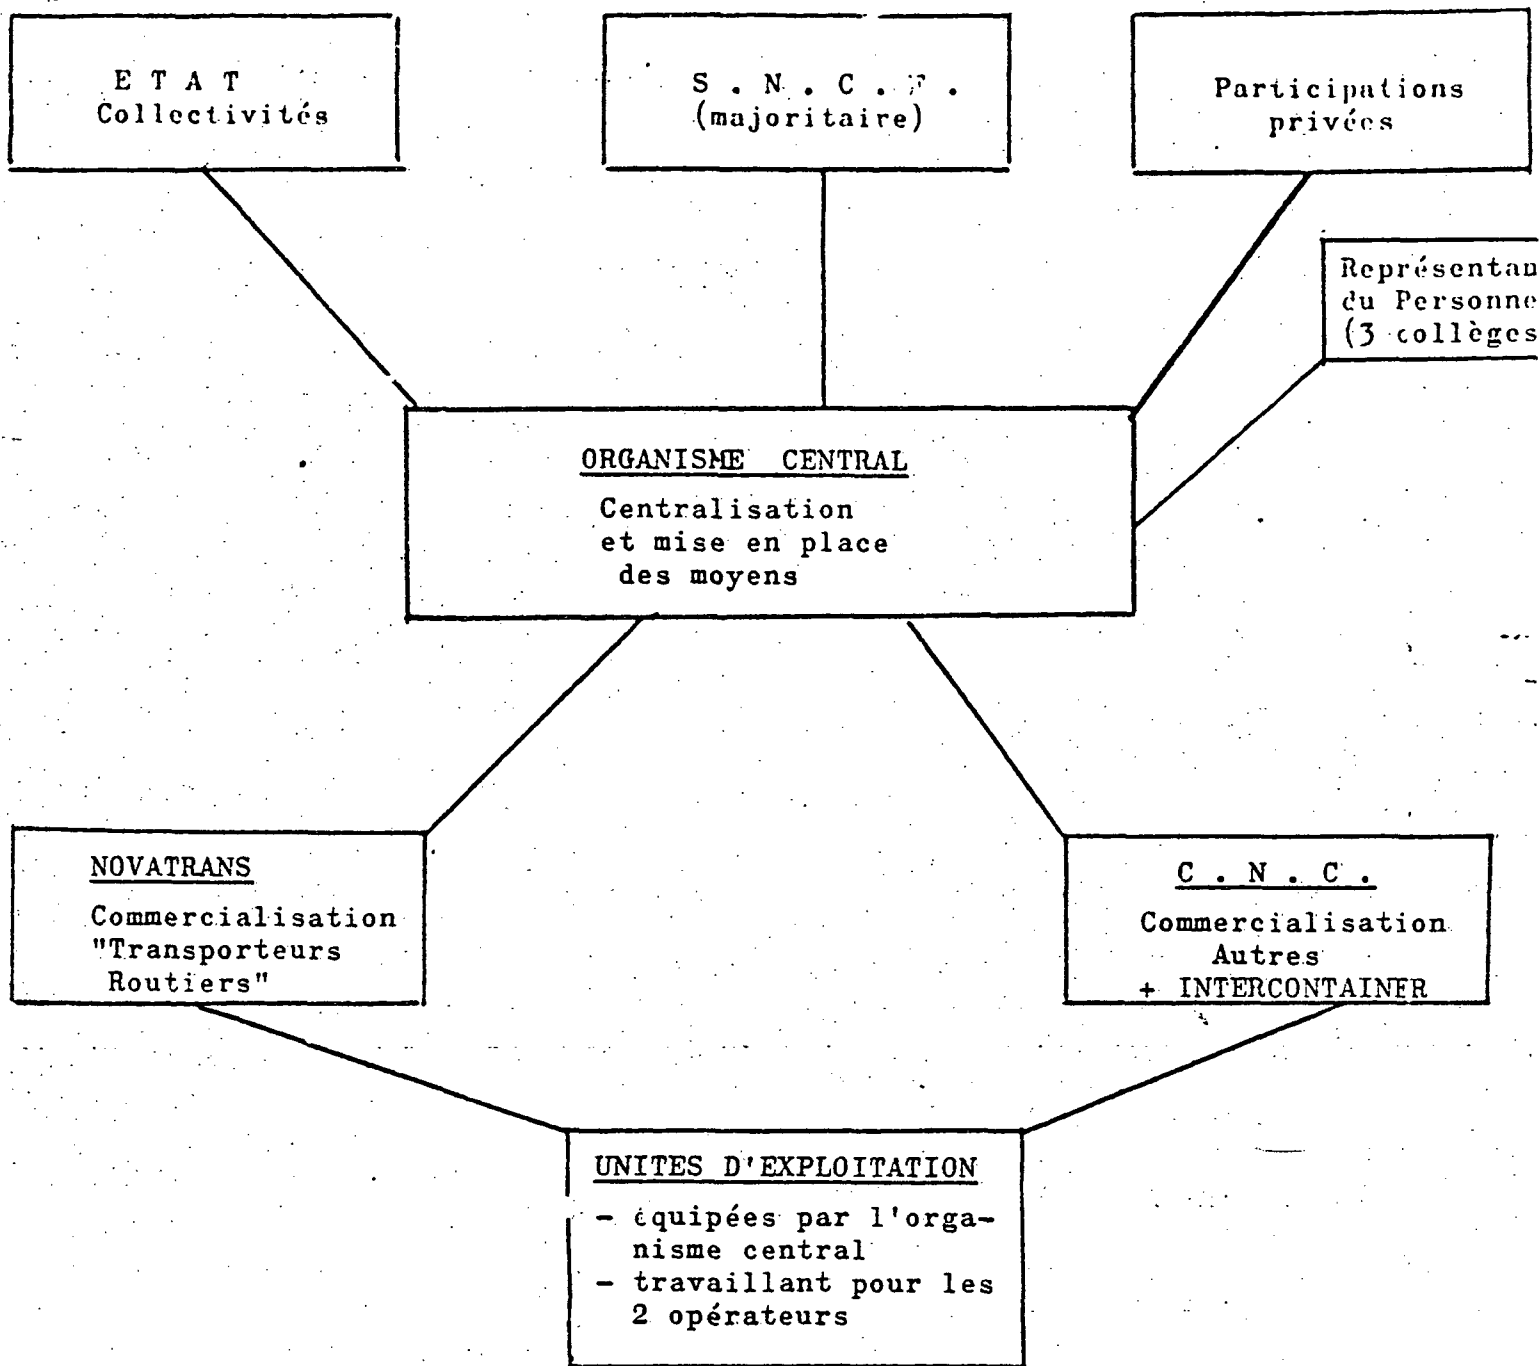 E T A T
Collectivités
S . N . C . F .
(majoritaire)
Participations
privées
du
(3 collèges
ORGANISME CENTRAL
Centralisation
et mise en place
des moyens
NOVATRANS
Commercialisation
"Transporteurs
Routiers"
C . N . C .
Commercialisation
Autres
+ INTERCONTAINER
UNITES D'EXPLOITATION
- équipées par l'orga-
nisme central
- travaillant pour les
2 opérateurs